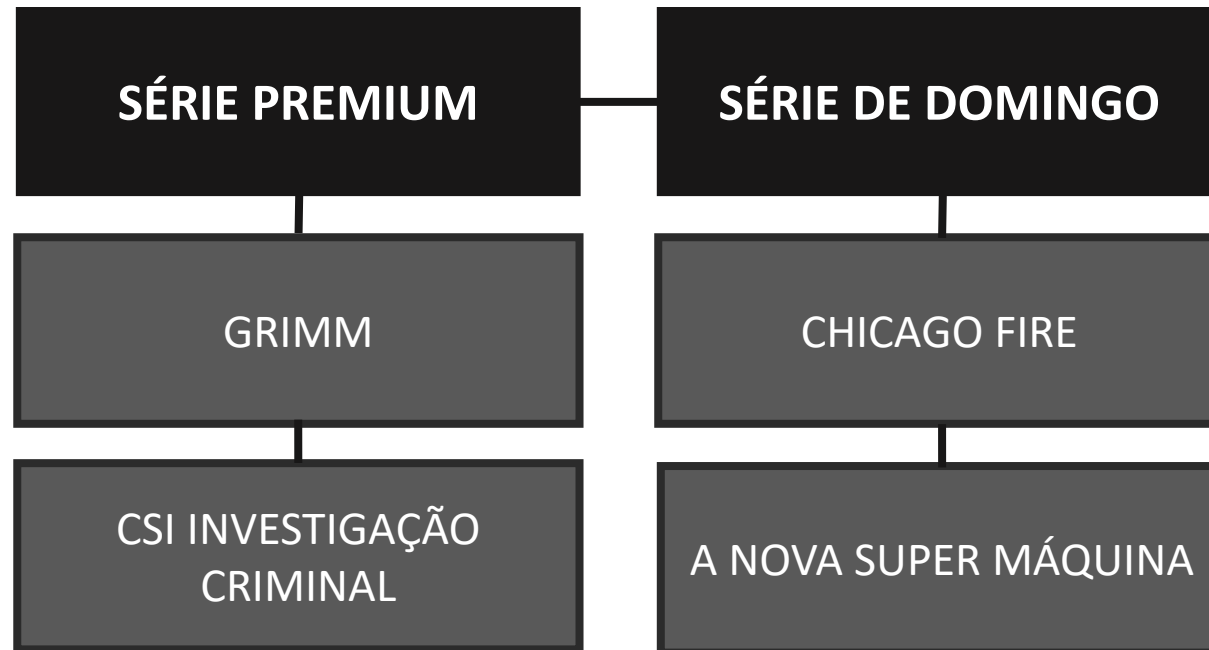 SÉRIE PREMIUM
SÉRIE DE DOMINGO
GRIMM
CHICAGO FIRE
CSI INVESTIGAÇÃO
CRIMINAL
A NOVA SUPER MÁQUINA